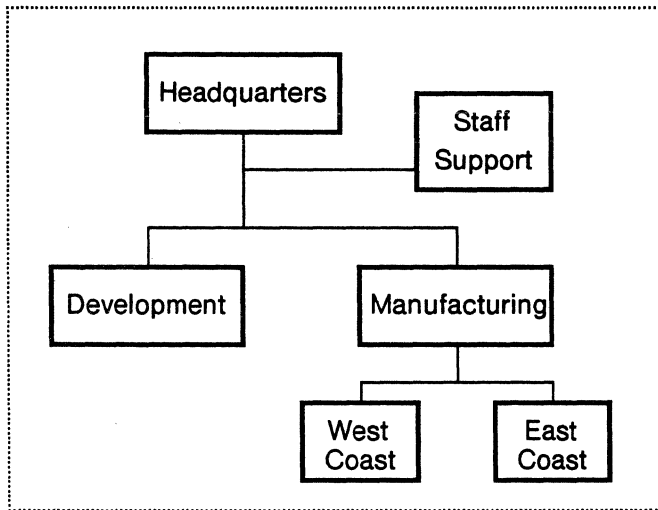 Headquarters
Staff
Support
Development
Manufacturing
West
Coast
East
Coast